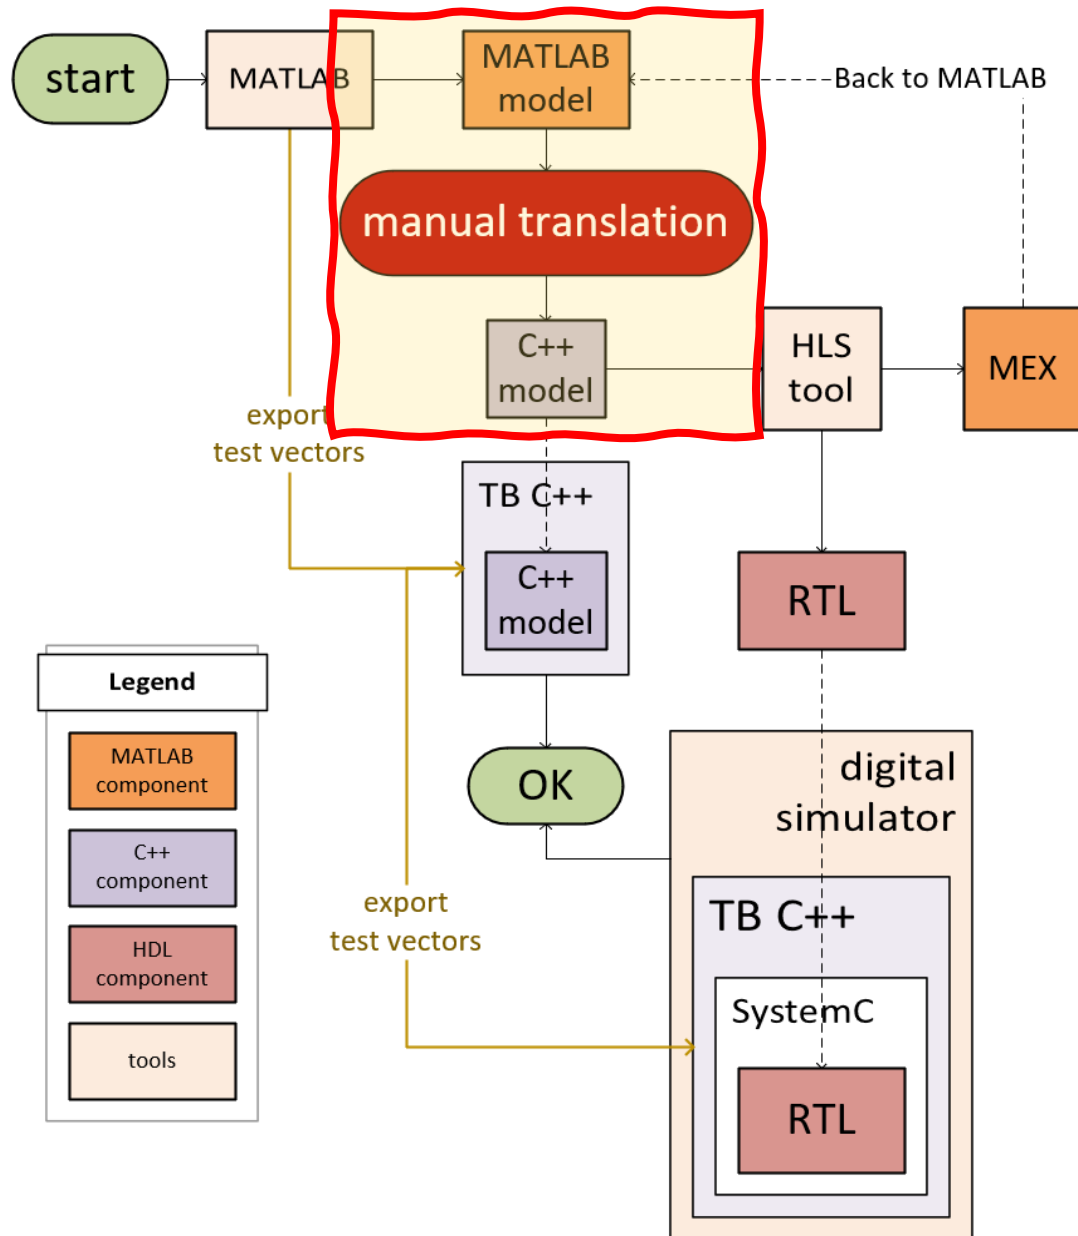 start
MATLAB
MATLAB
model
Back to MATLAB
manual translation
C++
model
HLS
tool
MEX
export
test vectors
TB C++
C++
model
RTL
Legend
MATLAB
component
C++
component
HDL
component
tools
OK
digital
simulator
export
test vectors
TB C++
SystemC
RTL